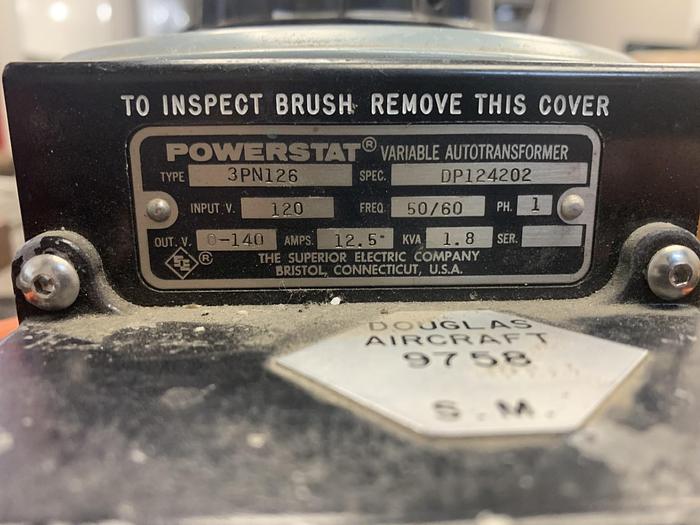 TO INSPECT BRUSH REMOVE THIS COVER
POWERSTAT® VARIABLE AUTOTRANSFORMER
TYPE 3PN126 SPEC. DP124202
INPUT V. 120 FREQ. 50/60 PH. 1
OUT. V. 0-140 AMPS. 12.5 KVA 1.8 SER.
SE ® THE SUPERIOR ELECTRIC COMPANY
BRISTOL, CONNECTICUT, U.S.A.
DOUGLAS
AIRCRAFT
9758
S.M.